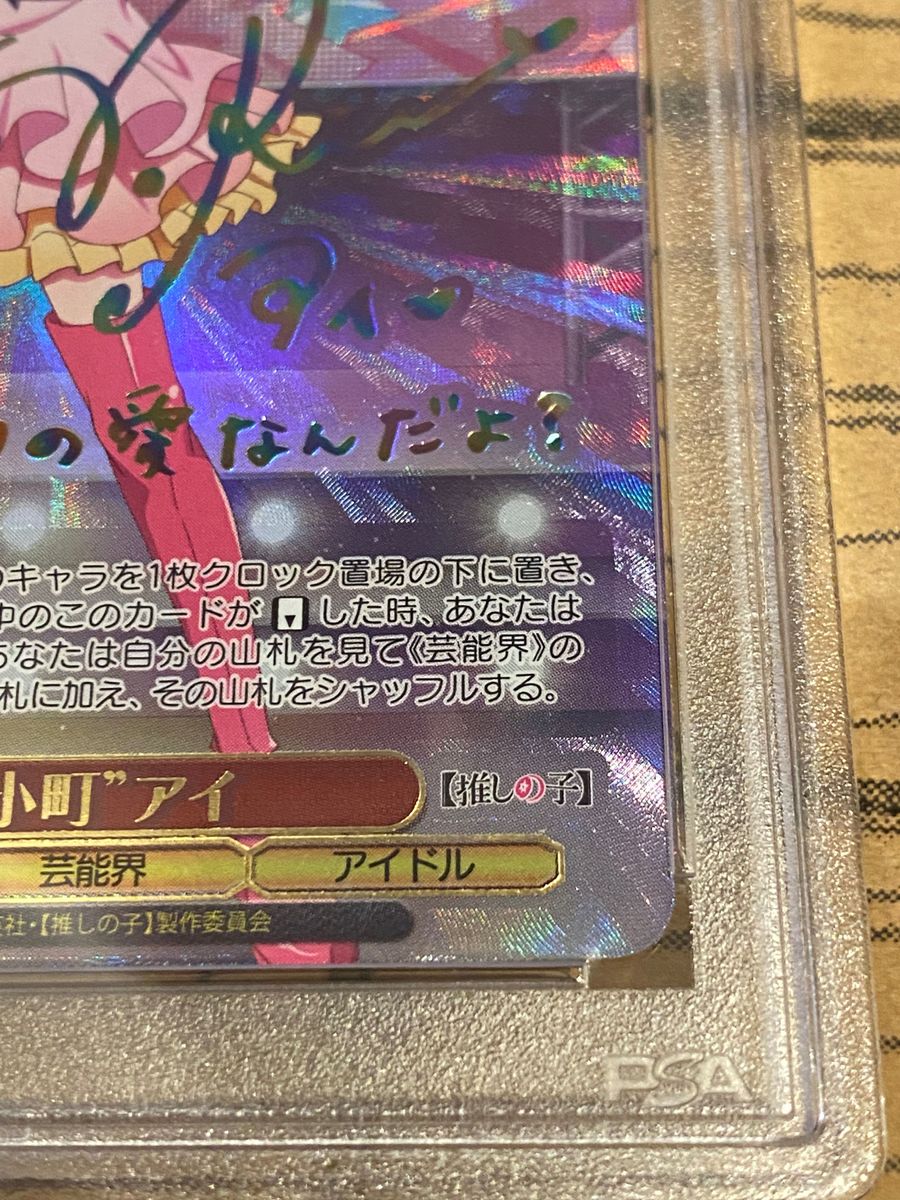 アイ
の愛なんだよ?
のキャラを1枚クロック置場の下に置き、
中のこのカードが した時、あなたは
あなたは自分の山札を見て《芸能界》の
札に加え、その山札をシャッフルする。
小町”アイ
【推しの子】
芸能界
アイドル
社・【推しの子】製作委員会
PSA